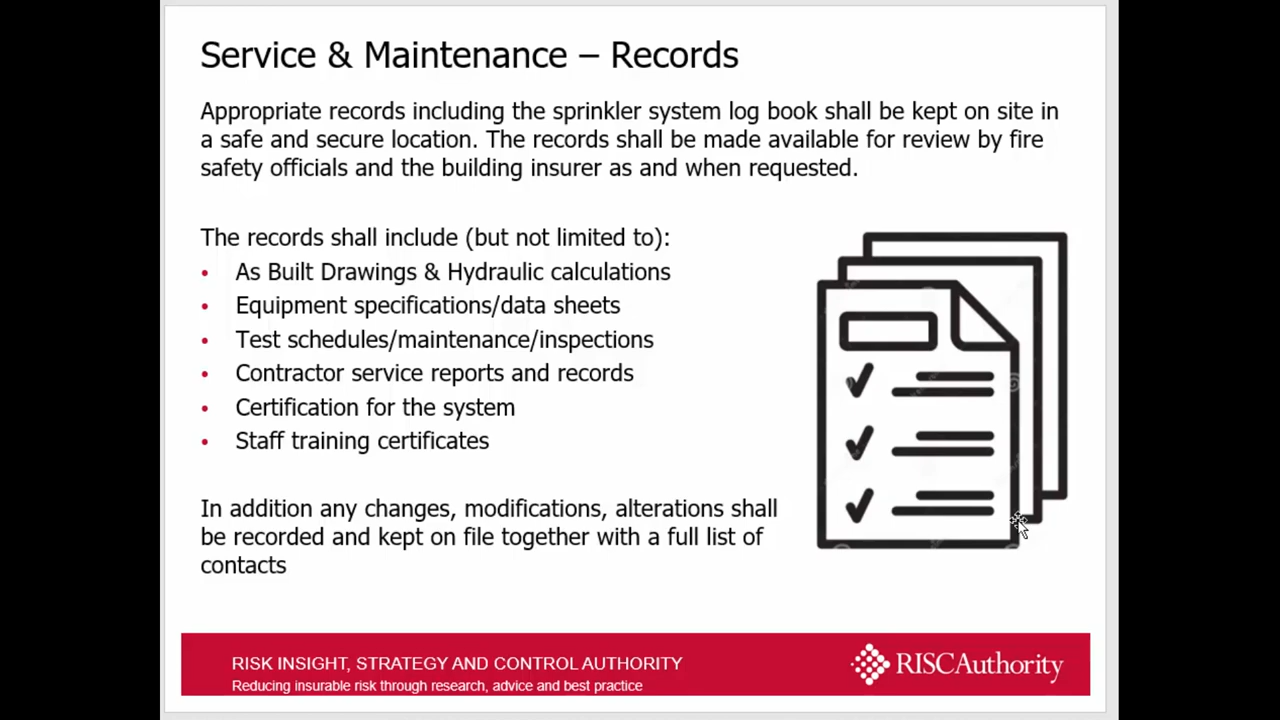 Service & Maintenance – Records
Appropriate records including the sprinkler system log book shall be kept on site in
a safe and secure location. The records shall be made available for review by fire
safety officials and the building insurer as and when requested.
The records shall include (but not limited to):
• As Built Drawings & Hydraulic calculations
• Equipment specifications/data sheets
• Test schedules/maintenance/inspections
• Contractor service reports and records
• Certification for the system
• Staff training certificates
In addition any changes, modifications, alterations shall
be recorded and kept on file together with a full list of
contacts
RISK INSIGHT, STRATEGY AND CONTROL AUTHORITY
Reducing insurable risk through research, advice and best practice
RISCAuthority